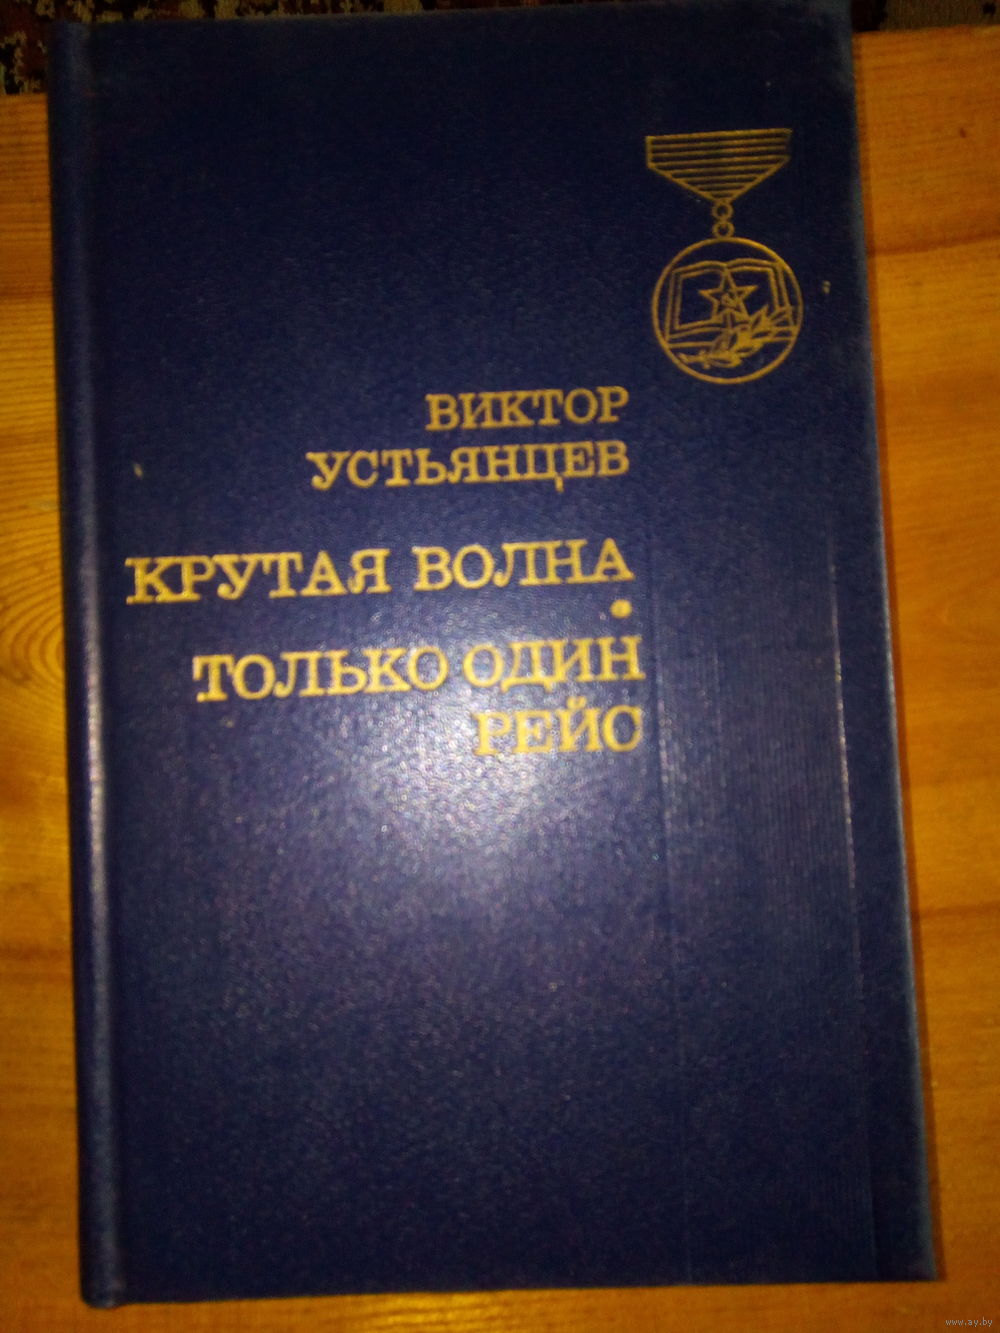 ВИКТОР
УСТЬЯНЦЕВ
КРУТАЯ ВОЛНА
•
ТОЛЬКО ОДИН
РЕЙС
www.ay.by